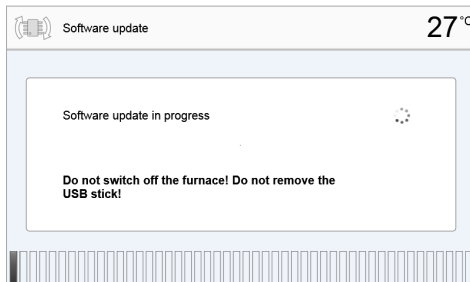 Software update
27°C
Software update in progress
Do not switch off the furnace! Do not remove the
USB stick!